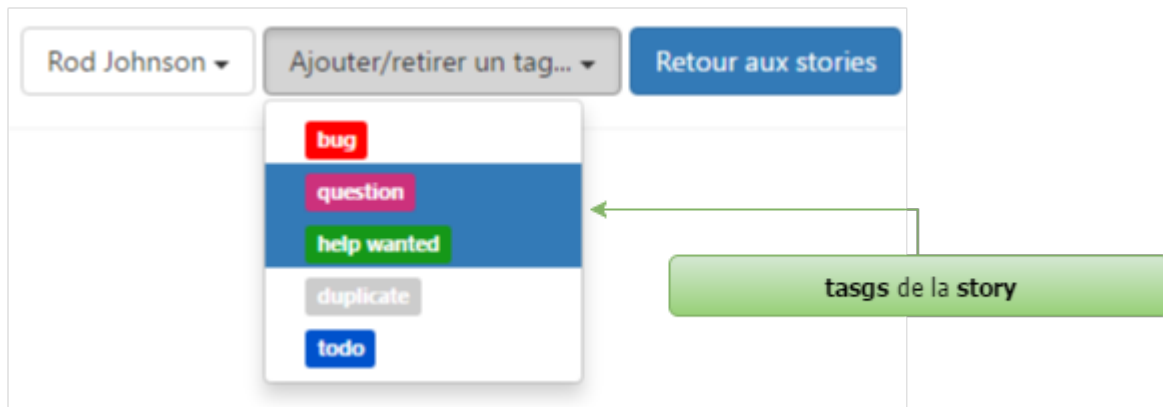 Rod Johnson
Ajouter/retirer un tag...
Retour aux stories
bug
question
help wanted
duplicate
todo
tasgs de la story